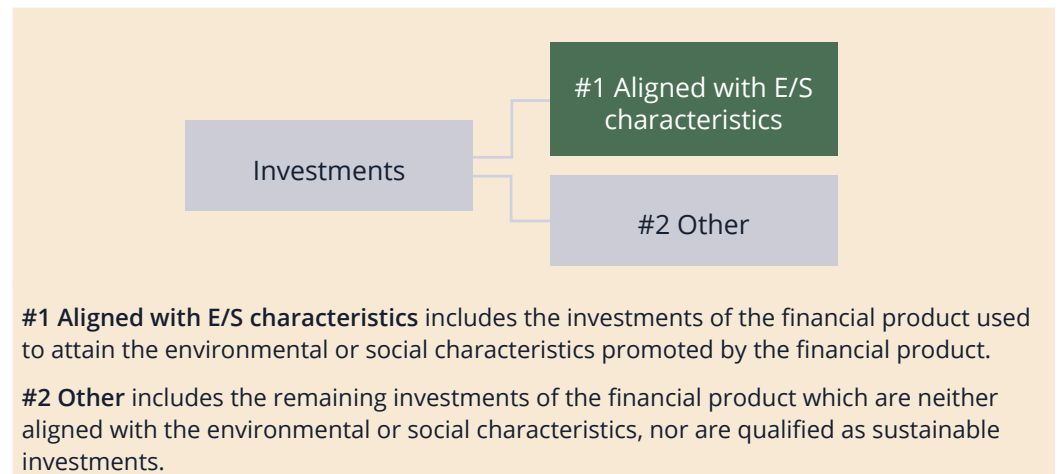 #1 Aligned with E/S
characteristics
Investments
#2 Other
#1 Aligned with E/S characteristics includes the investments of the financial product used
to attain the environmental or social characteristics promoted by the financial product.
#2 Other includes the remaining investments of the financial product which are neither
aligned with the environmental or social characteristics, nor are qualified as sustainable
investments.